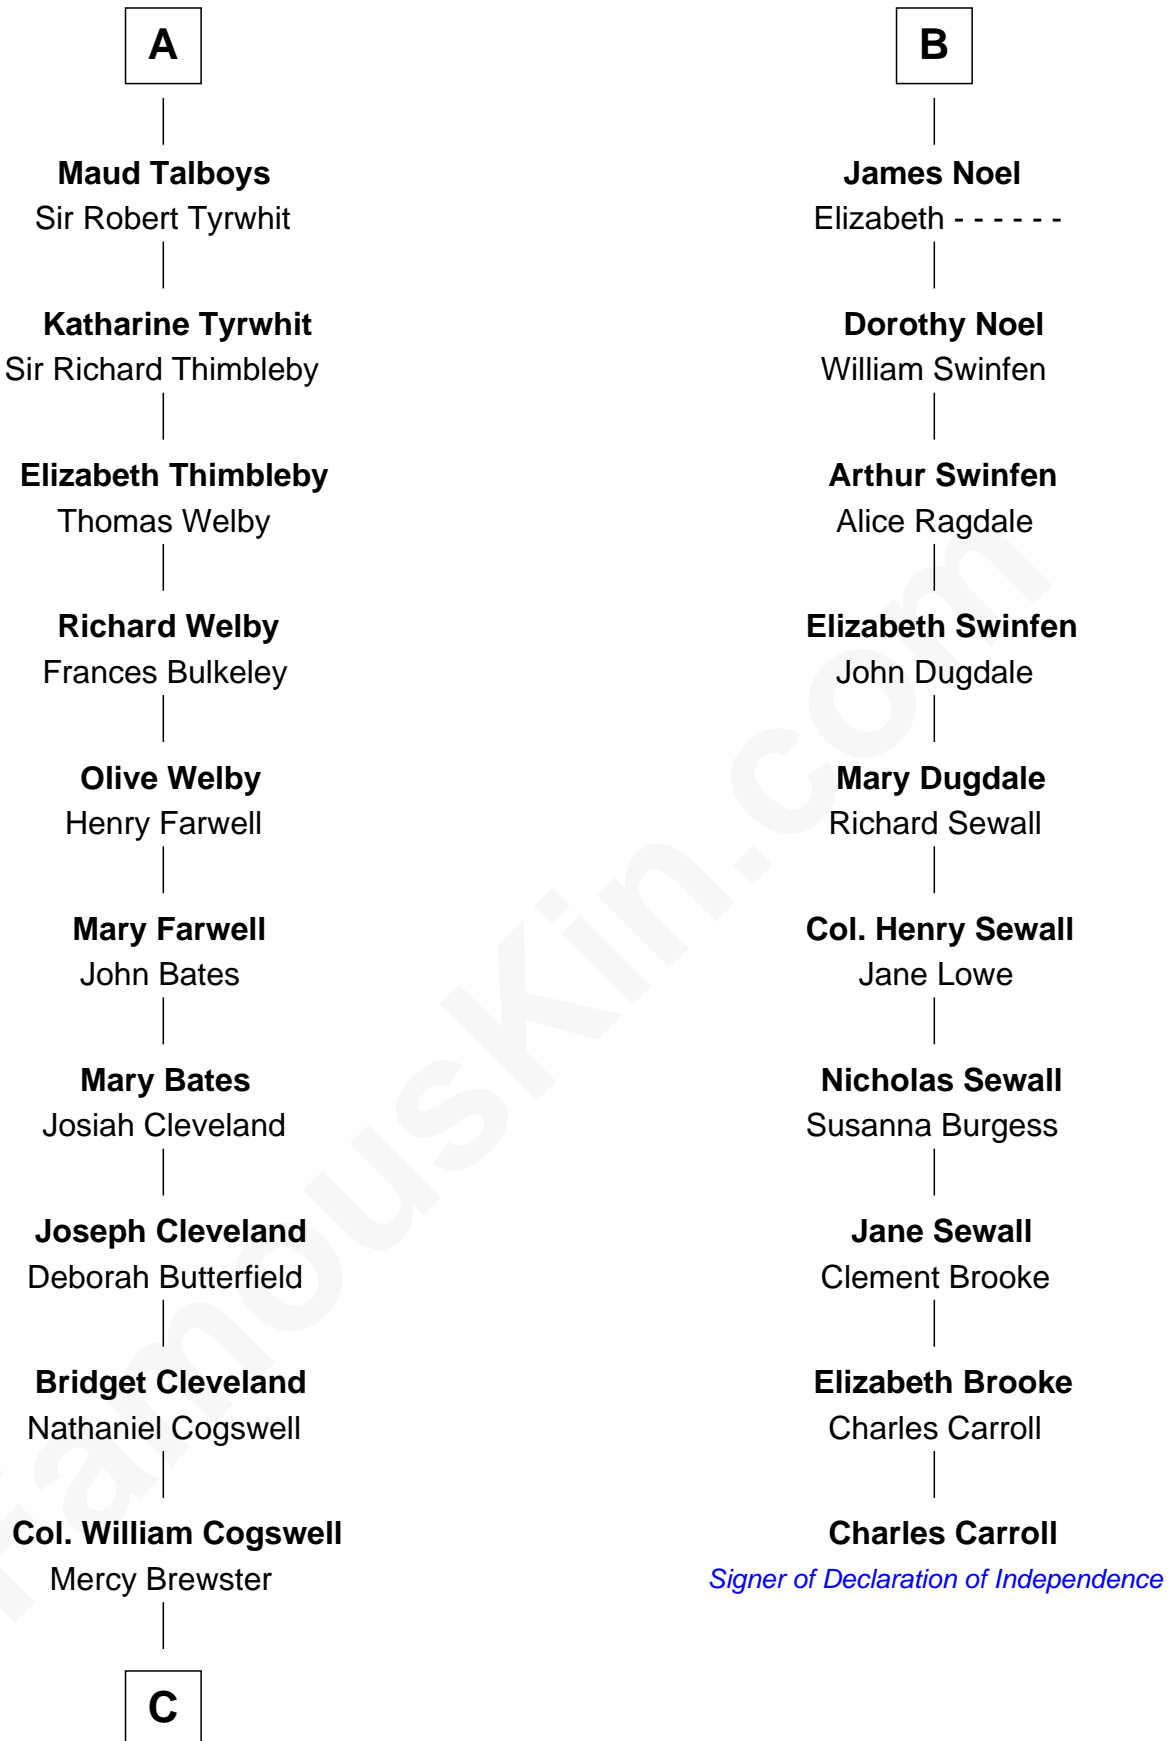 A
Maud Talboys
Sir Robert Tyrwhit
Katharine Tyrwhit
Sir Richard Thimbleby
Elizabeth Thimbleby
Thomas Welby
Richard Welby
Frances Bulkeley
Olive Welby
Henry Farwell
Mary Farwell
John Bates
Mary Bates
Josiah Cleveland
Joseph Cleveland
Deborah Butterfield
Bridget Cleveland
Nathaniel Cogswell
Col. William Cogswell
Mercy Brewster
C
B
James Noel
Elizabeth - - - - - -
Dorothy Noel
William Swinfen
Arthur Swinfen
Alice Ragdale
Elizabeth Swinfen
John Dugdale
Mary Dugdale
Richard Sewall
Col. Henry Sewall
Jane Lowe
Nicholas Sewall
Susanna Burgess
Jane Sewall
Clement Brooke
Elizabeth Brooke
Charles Carroll
Charles Carroll
Signer of Declaration of Independence
FamousKin.com